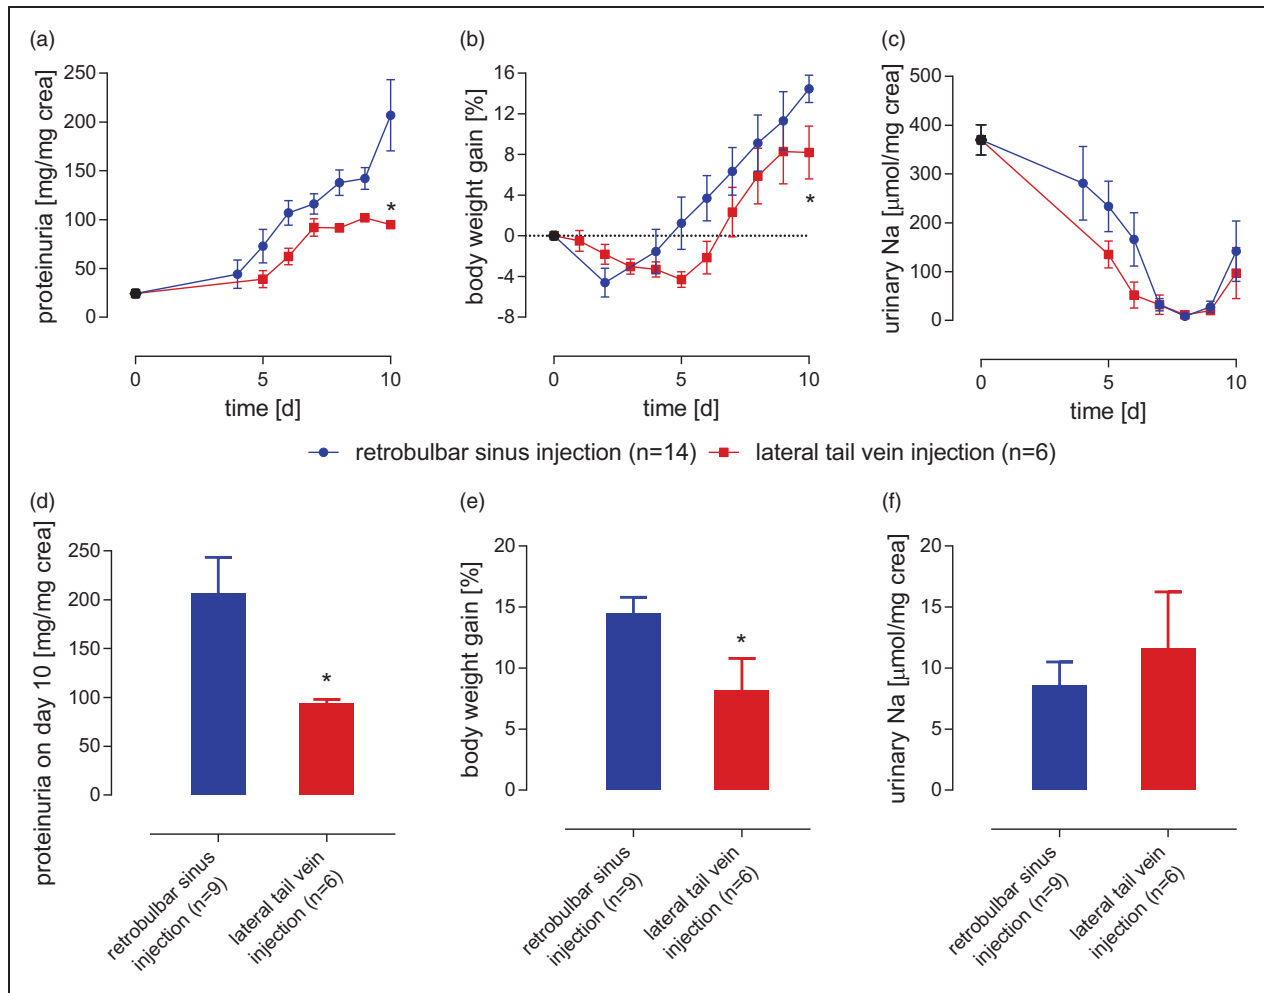 (a)
proteinuria [mg/mg crea]
250
200
150
100
50
0
*
0
5
10
time [d]
(b)
body weight gain [%]
16
12
8
4
0
-4
-8
*
0
5
10
time [d]
(c)
urinary Na [µmol/mg crea]
500
400
300
200
100
0
0
5
10
time [d]
retrobulbar sinus injection (n=14)
lateral tail vein injection (n=6)
(d)
proteinuria on day 10 [mg/mg crea]
250
200
150
100
50
0
*
retrobulbar sinus
injection (n=9)
lateral tail vein
injection (n=6)
(e)
body weight gain [%]
20
15
10
5
0
*
retrobulbar sinus
injection (n=9)
lateral tail vein
injection (n=6)
(f)
urinary Na [µmol/mg crea]
20
15
10
5
0
retrobulbar sinus
injection (n=9)
lateral tail vein
injection (n=6)